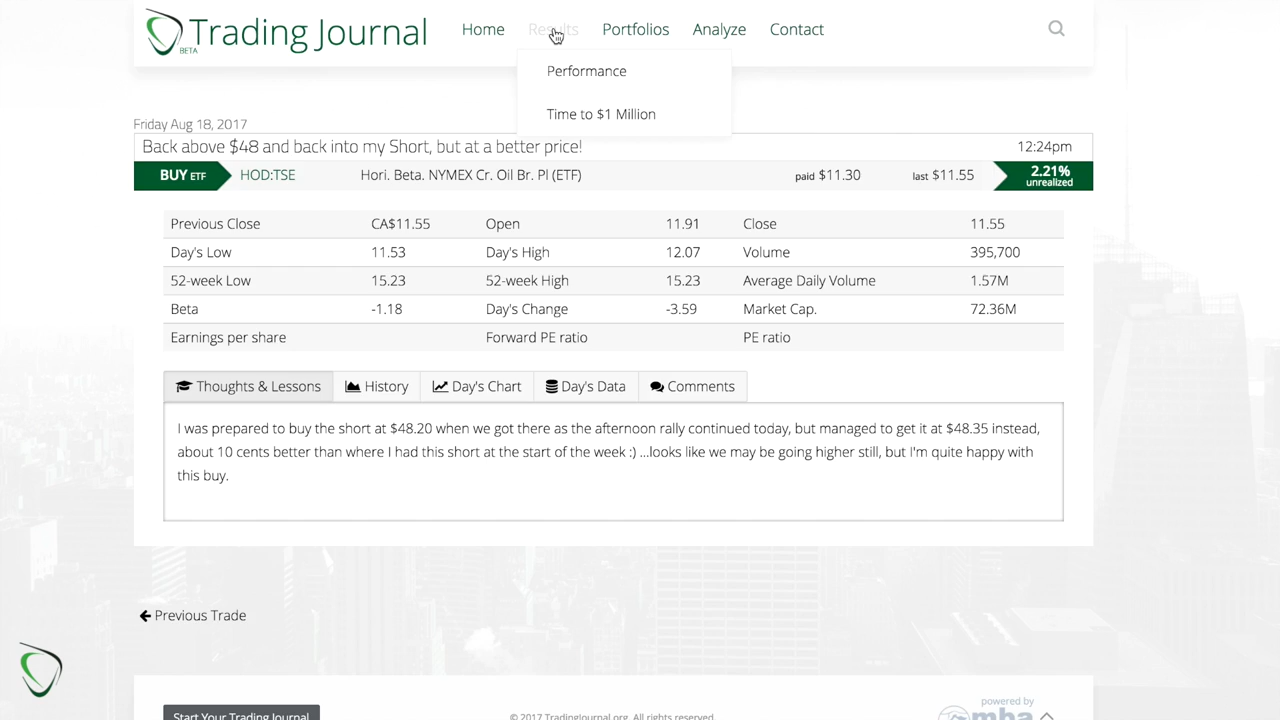 Trading Journal
BETA
Home Results Portfolios Analyze Contact
Performance
Time to $1 Million
Friday Aug 18, 2017
Back above $48 and back into my Short, but at a better price! 12:24pm
BUY ETF HOD:TSE Hori. Beta. NYMEX Cr. Oil Br. Pl (ETF) paid $11.30 last $11.55 2.21%
unrealized
Previous Close CA$11.55 Open 11.91 Close 11.55
Day's Low 11.53 Day's High 12.07 Volume 395,700
52-week Low 15.23 52-week High 15.23 Average Daily Volume 1.57M
Beta -1.18 Day's Change -3.59 Market Cap. 72.36M
Earnings per share Forward PE ratio PE ratio
Thoughts & Lessons History Day's Chart Day's Data Comments
I was prepared to buy the short at $48.20 when we got there as the afternoon rally continued today, but managed to get it at $48.35 instead,
about 10 cents better than where I had this short at the start of the week :) ...looks like we may be going higher still, but I'm quite happy with
this buy.
Previous Trade
powered by
mba
Start Your Trading Journal © 2017 TradingJournal.org. All rights reserved.